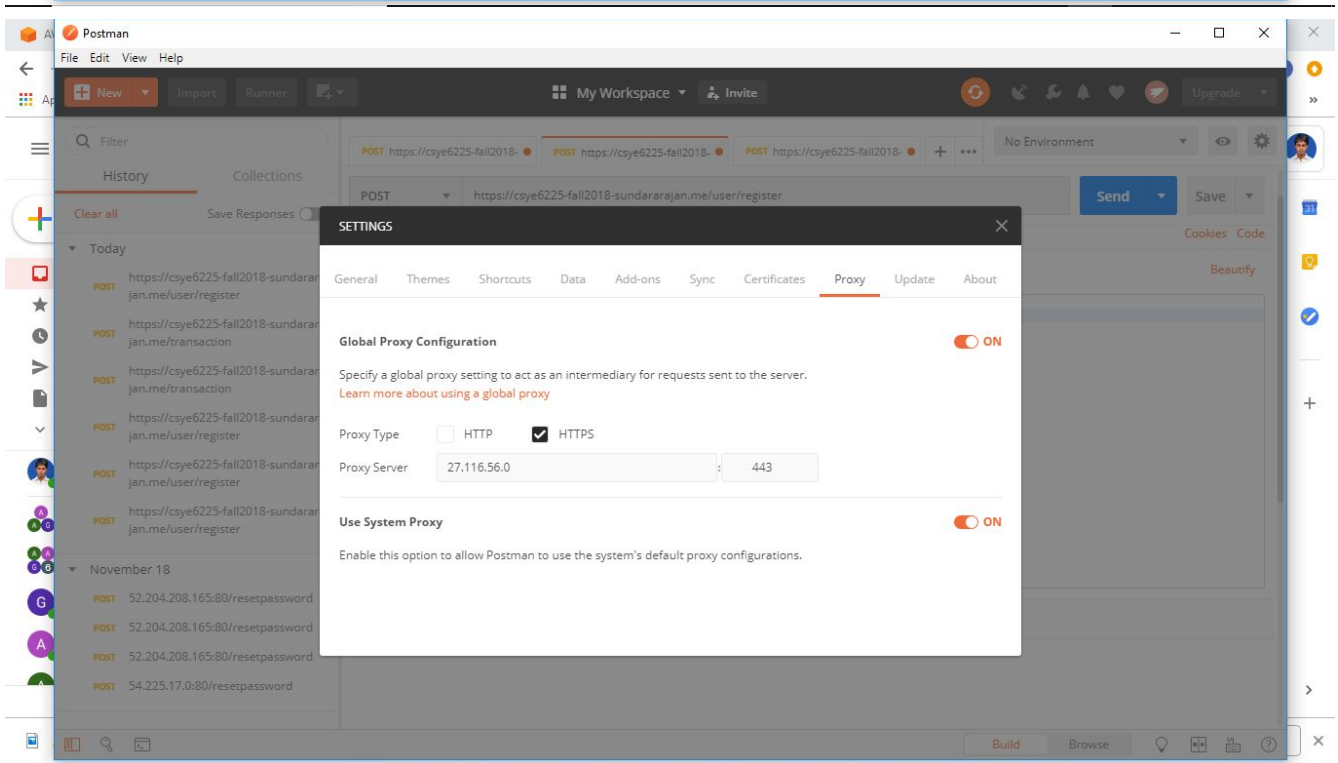 Postman
File Edit View Help
New Import Runner My Workspace Invite Upgrade
Filter
History Collections
Clear all Save Responses
Today
POST https://csye6225-fall2018-sundarar
jan.me/user/register
POST https://csye6225-fall2018-sundarar
jan.me/transaction
POST https://csye6225-fall2018-sundarar
jan.me/transaction
POST https://csye6225-fall2018-sundarar
jan.me/user/register
POST https://csye6225-fall2018-sundarar
jan.me/user/register
POST https://csye6225-fall2018-sundarar
jan.me/user/register
November 18
POST 52.204.208.165:80/resetpassword
POST 52.204.208.165:80/resetpassword
POST 52.204.208.165:80/resetpassword
POST 54.225.17.0:80/resetpassword
POST https://csye6225-fall2018- POST https://csye6225-fall2018- POST https://csye6225-fall2018- + •••
No Environment
POST https://csye6225-fall2018-sundararajan.me/user/register Send Save
Cookies Code
Beautify
SETTINGS
General Themes Shortcuts Data Add-ons Sync Certificates Proxy Update About
Global Proxy Configuration ON
Specify a global proxy setting to act as an intermediary for requests sent to the server.
Learn more about using a global proxy
Proxy Type HTTP HTTPS
Proxy Server 27.116.56.0 : 443
Use System Proxy ON
Enable this option to allow Postman to use the system's default proxy configurations.
Build Browse
31
A
A G
A A
G 6
G
A